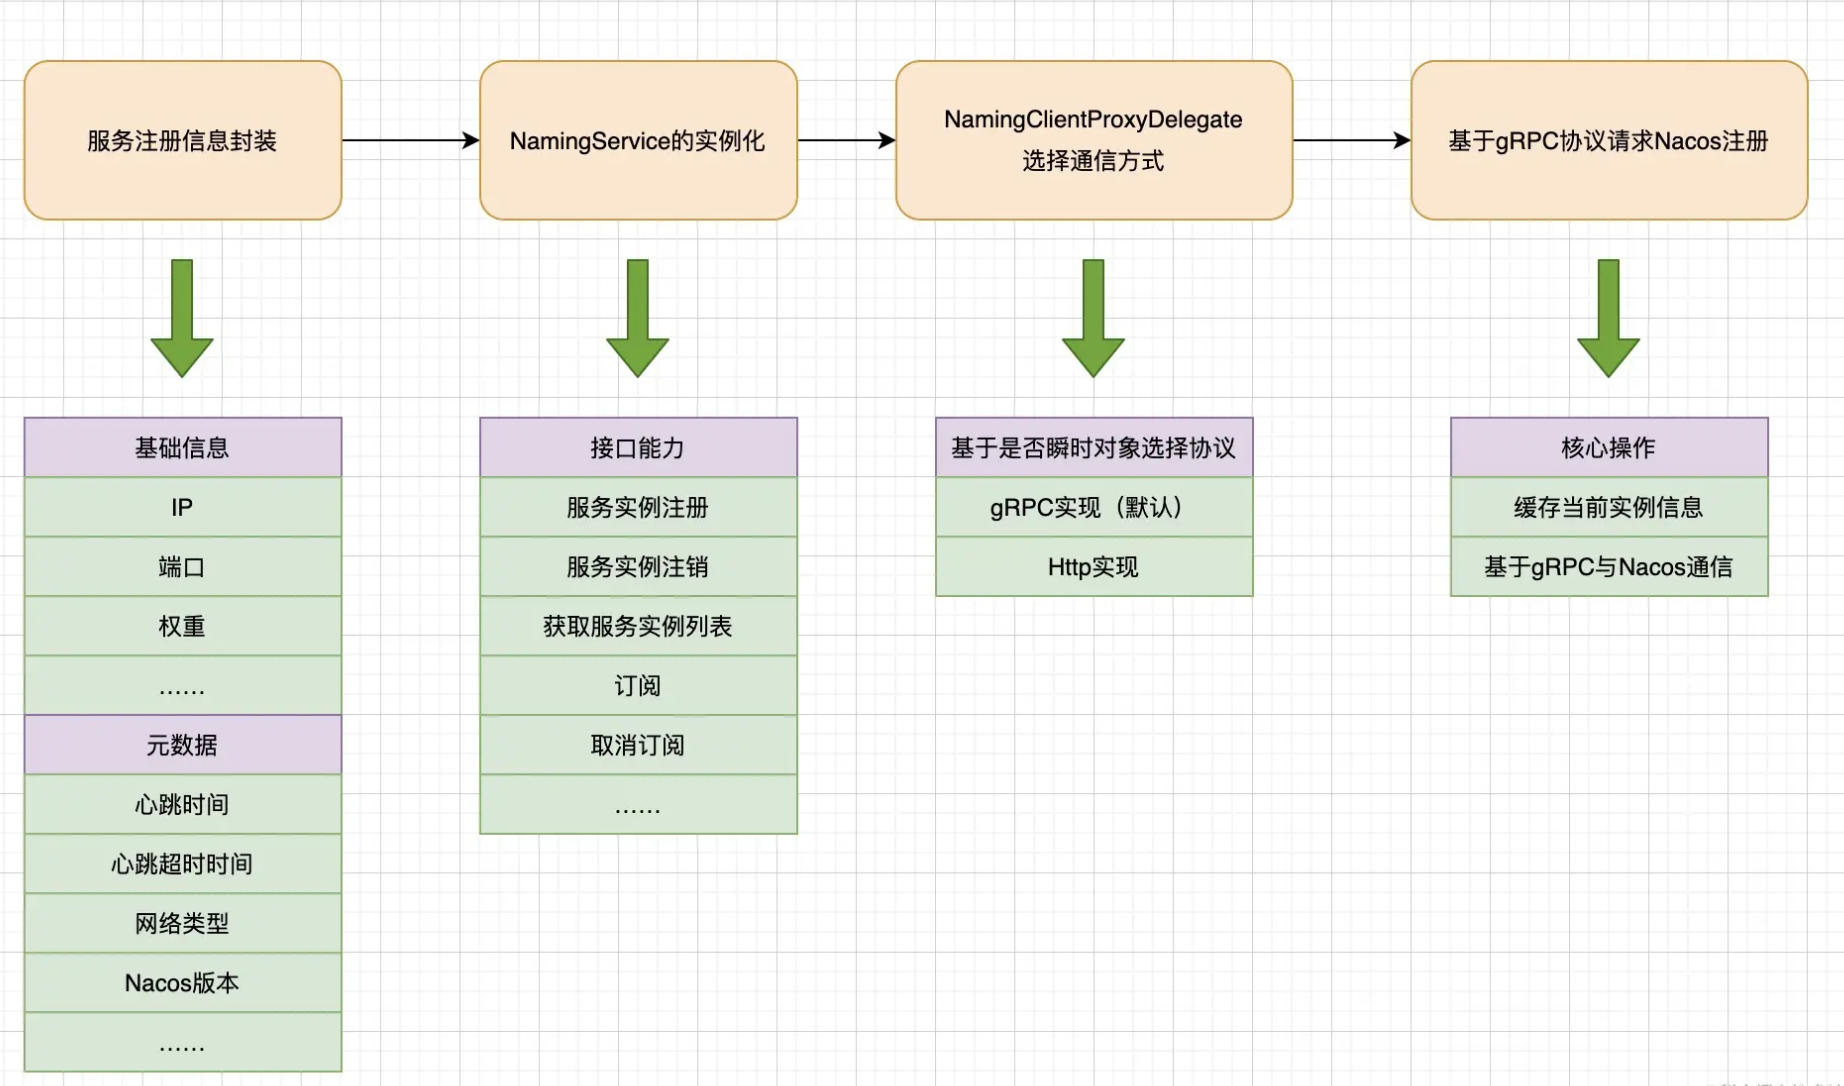 服务注册信息封装
NamingService的实例化
NamingClientProxyDelegate
选择通信方式
基于gRPC协议请求Nacos注册
基础信息
IP
端口
权重
……
元数据
心跳时间
心跳超时时间
网络类型
Nacos版本
……
接口能力
服务实例注册
服务实例注销
获取服务实例列表
订阅
取消订阅
……
基于是否瞬时对象选择协议
gRPC实现（默认）
Http实现
核心操作
缓存当前实例信息
基于gRPC与Nacos通信